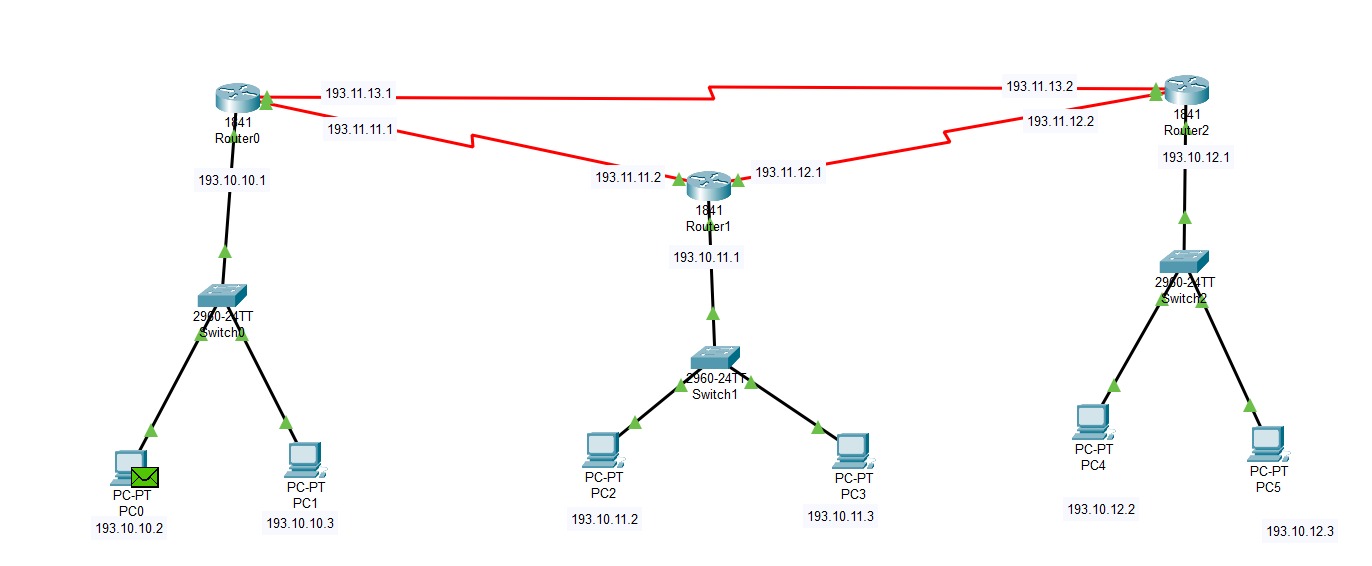 193.11.13.1
193.11.13.2
1841
Router0
193.11.11.1
193.11.12.2
1841
Router2
193.10.10.1
193.11.11.2
193.11.12.1
193.10.12.1
1841
Router1
193.10.11.1
2960-24TT
Switch0
2960-24TT
Switch2
2960-24TT
Switch1
PC-PT
PC0
193.10.10.2
PC-PT
PC1
193.10.10.3
PC-PT
PC2
193.10.11.2
PC-PT
PC3
193.10.11.3
PC-PT
PC4
193.10.12.2
PC-PT
PC5
193.10.12.3